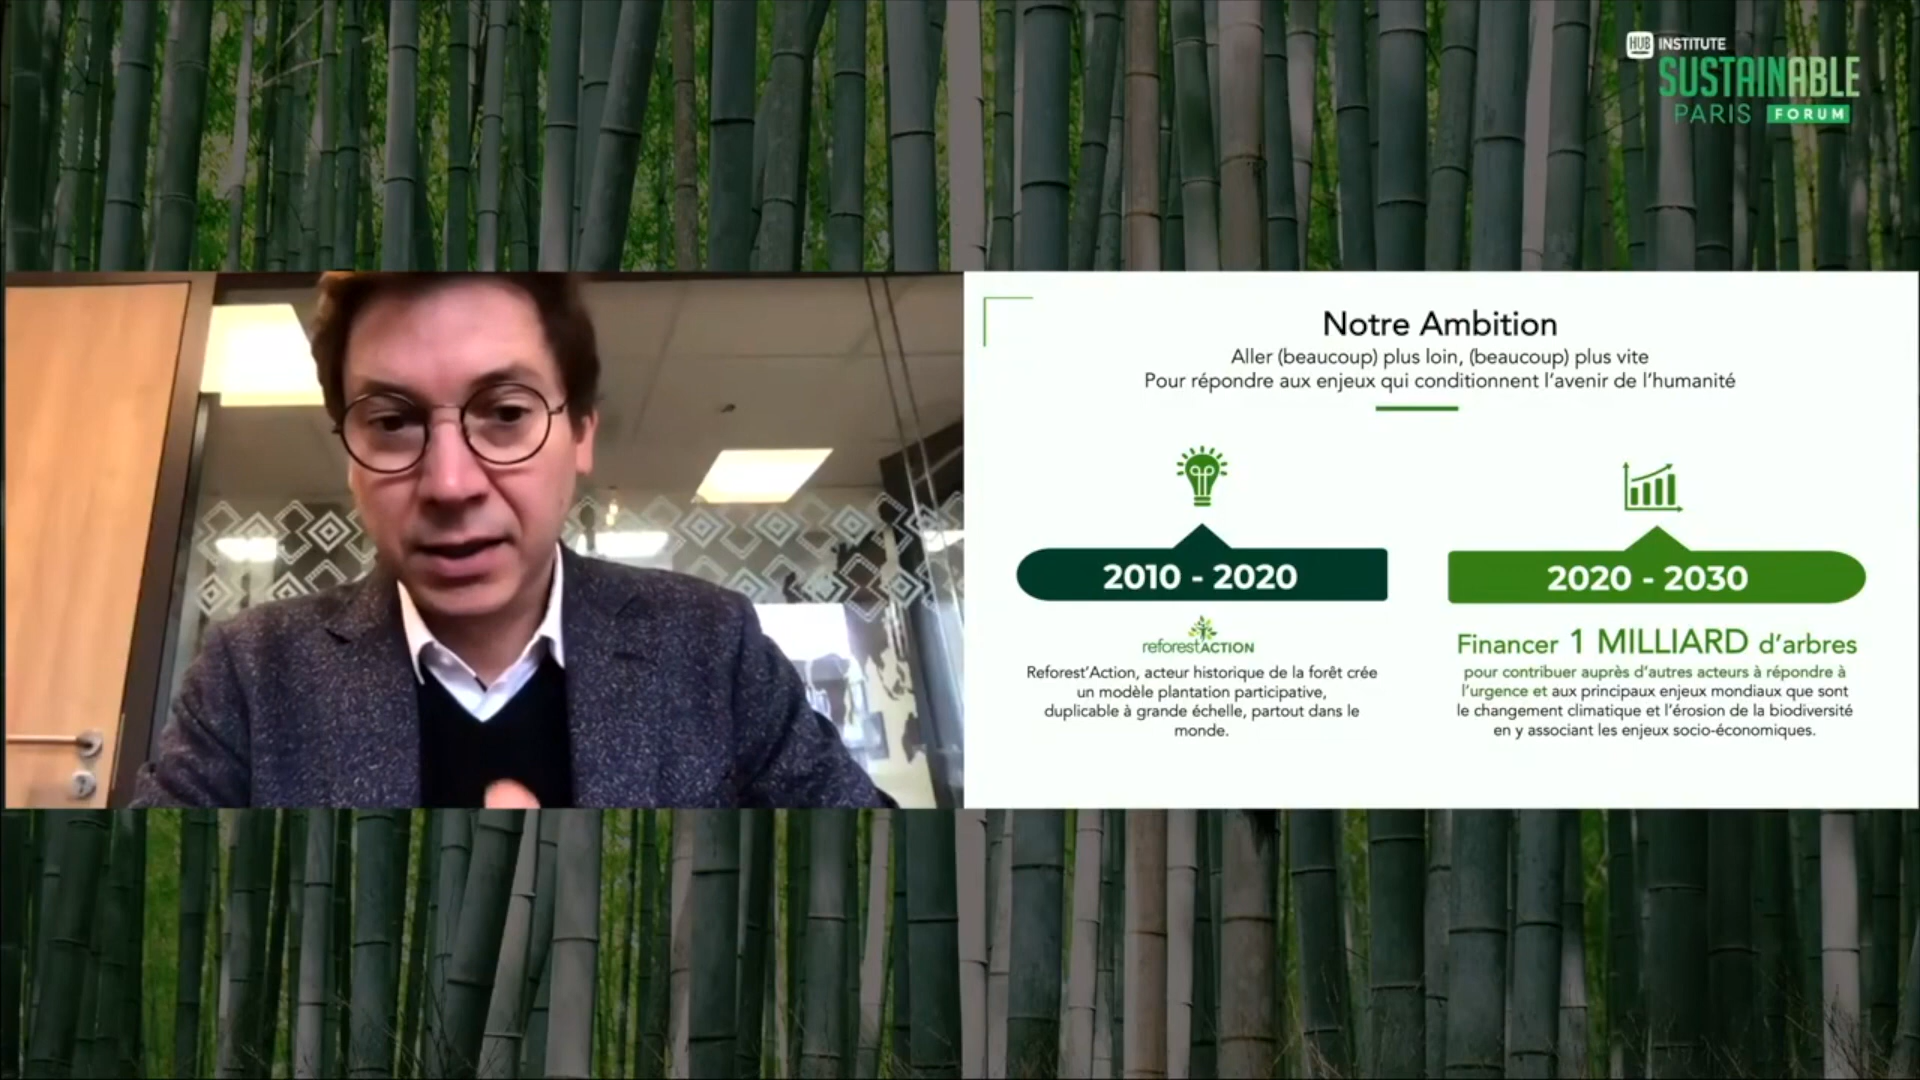 HUB INSTITUTE
SUSTAINABLE
PARIS FORUM
Notre Ambition
Aller (beaucoup) plus loin, (beaucoup) plus vite
Pour répondre aux enjeux qui conditionnent l'avenir de l'humanité
2010 - 2020
reforestACTION
Reforest'Action, acteur historique de la forêt crée
un modèle plantation participative,
duplicable à grande échelle, partout dans le
monde.
2020 - 2030
Financer 1 MILLIARD d'arbres
pour contribuer auprès d'autres acteurs à répondre à
l'urgence et aux principaux enjeux mondiaux que sont
le changement climatique et l'érosion de la biodiversité
en y associant les enjeux socio-économiques.